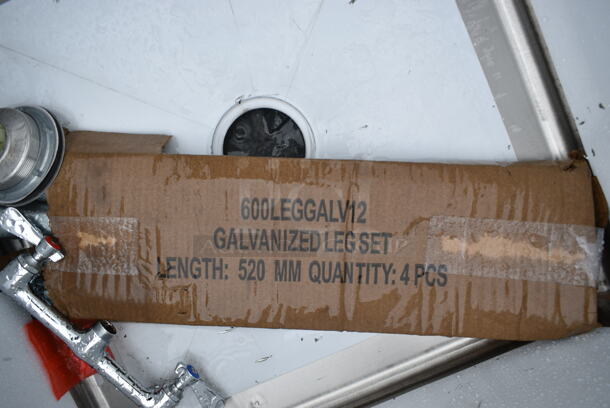 600LEGGALV12
GALVANIZED LEG SET
LENGTH: 520 MM QUANTITY: 4 PCS